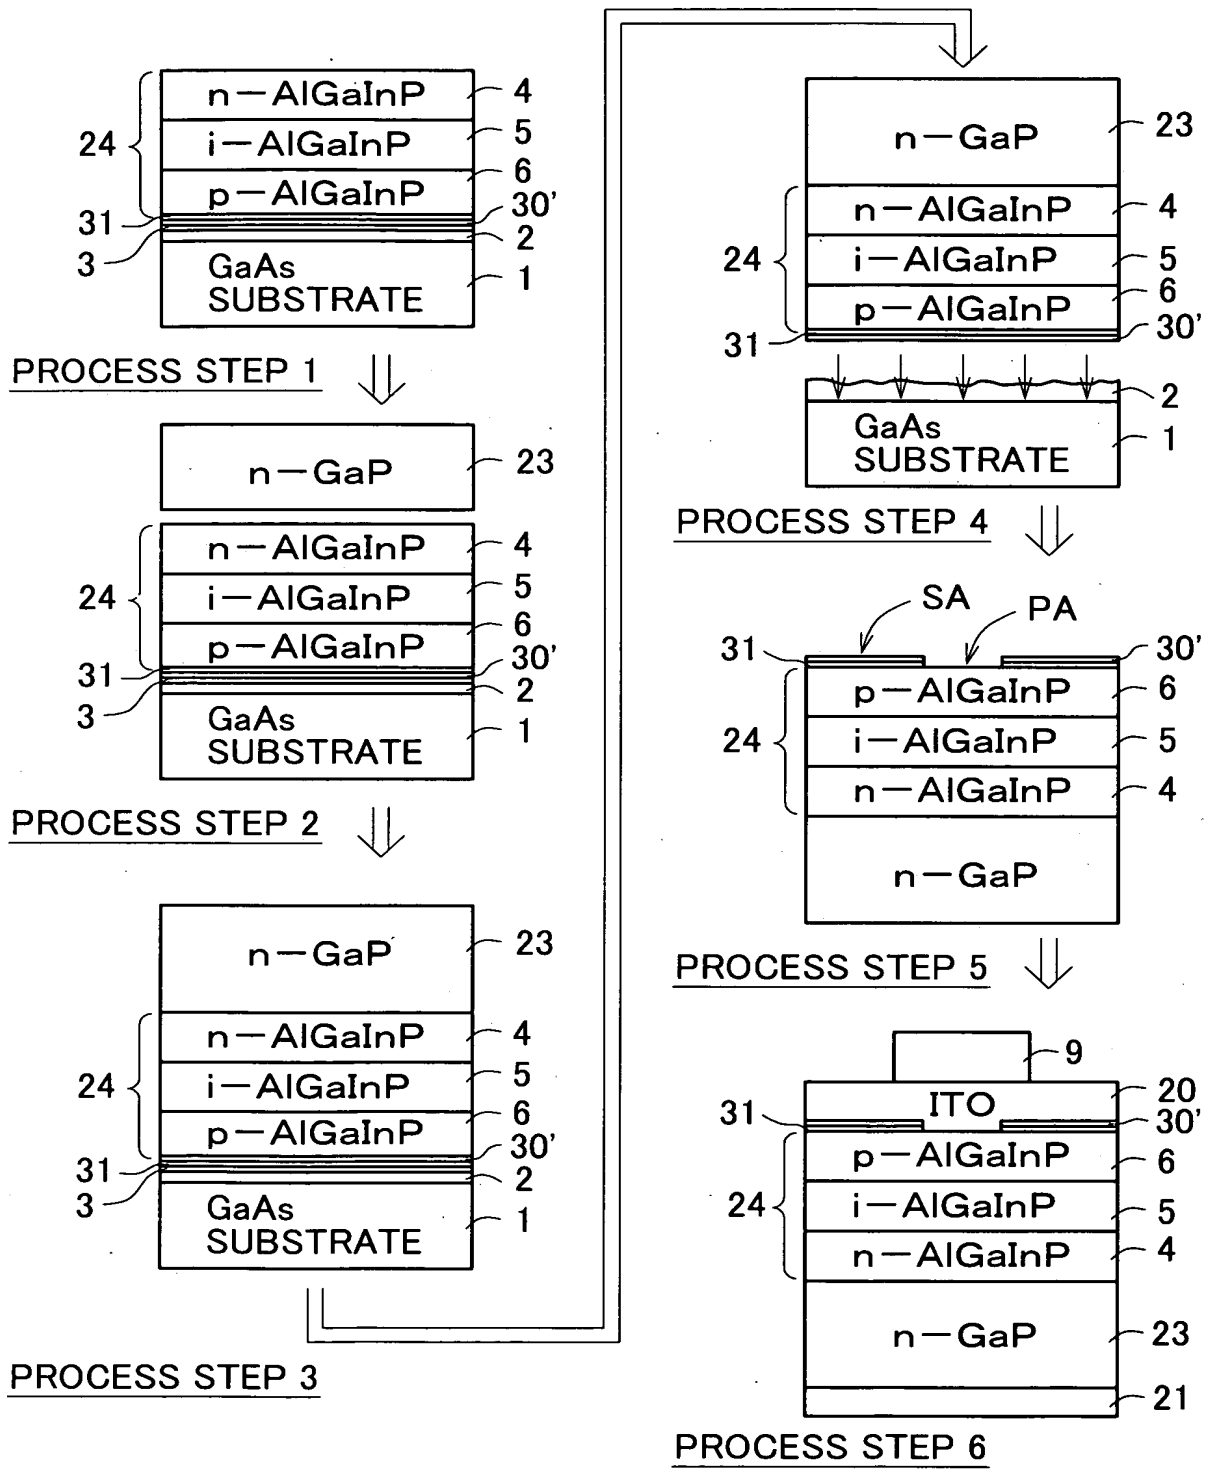 n-AlGaInP 4
24
i-AlGaInP 5
p-AlGaInP 6
31 30'
3 2
GaAs
SUBSTRATE 1
PROCESS STEP 1
n-GaP 23
n-AlGaInP 4
24
i-AlGaInP 5
p-AlGaInP 6
31 30'
3 2
GaAs
SUBSTRATE 1
PROCESS STEP 2
n-GaP 23
n-AlGaInP 4
24
i-AlGaInP 5
p-AlGaInP 6
31 30'
3 2
GaAs
SUBSTRATE 1
PROCESS STEP 3
n-GaP 23
n-AlGaInP 4
24
i-AlGaInP 5
p-AlGaInP 6
31 30'
2
GaAs
SUBSTRATE 1
PROCESS STEP 4
SA PA
31 30'
p-AlGaInP 6
24
i-AlGaInP 5
n-AlGaInP 4
n-GaP
PROCESS STEP 5
9
ITO 20
31 30'
p-AlGaInP 6
24
i-AlGaInP 5
n-AlGaInP 4
n-GaP 23
21
PROCESS STEP 6